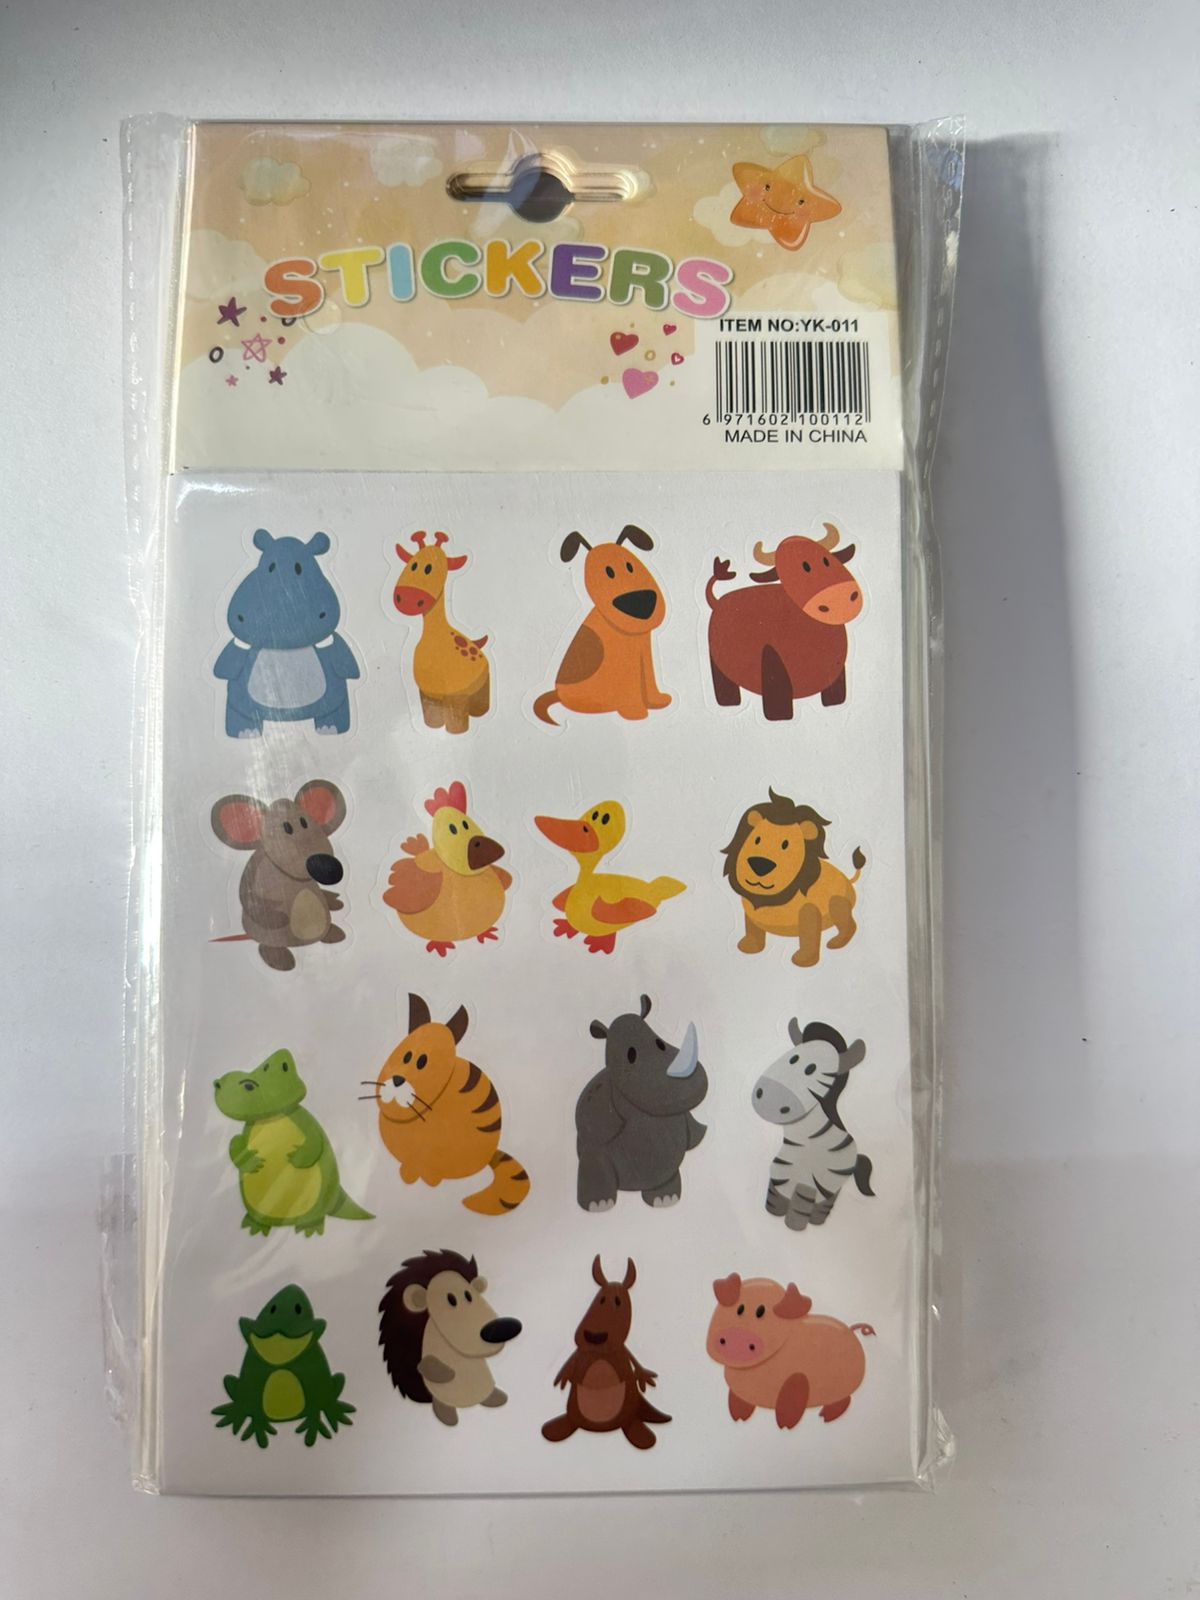 STICKERS
ITEM NO:YK-011
6 971602 100112
MADE IN CHINA